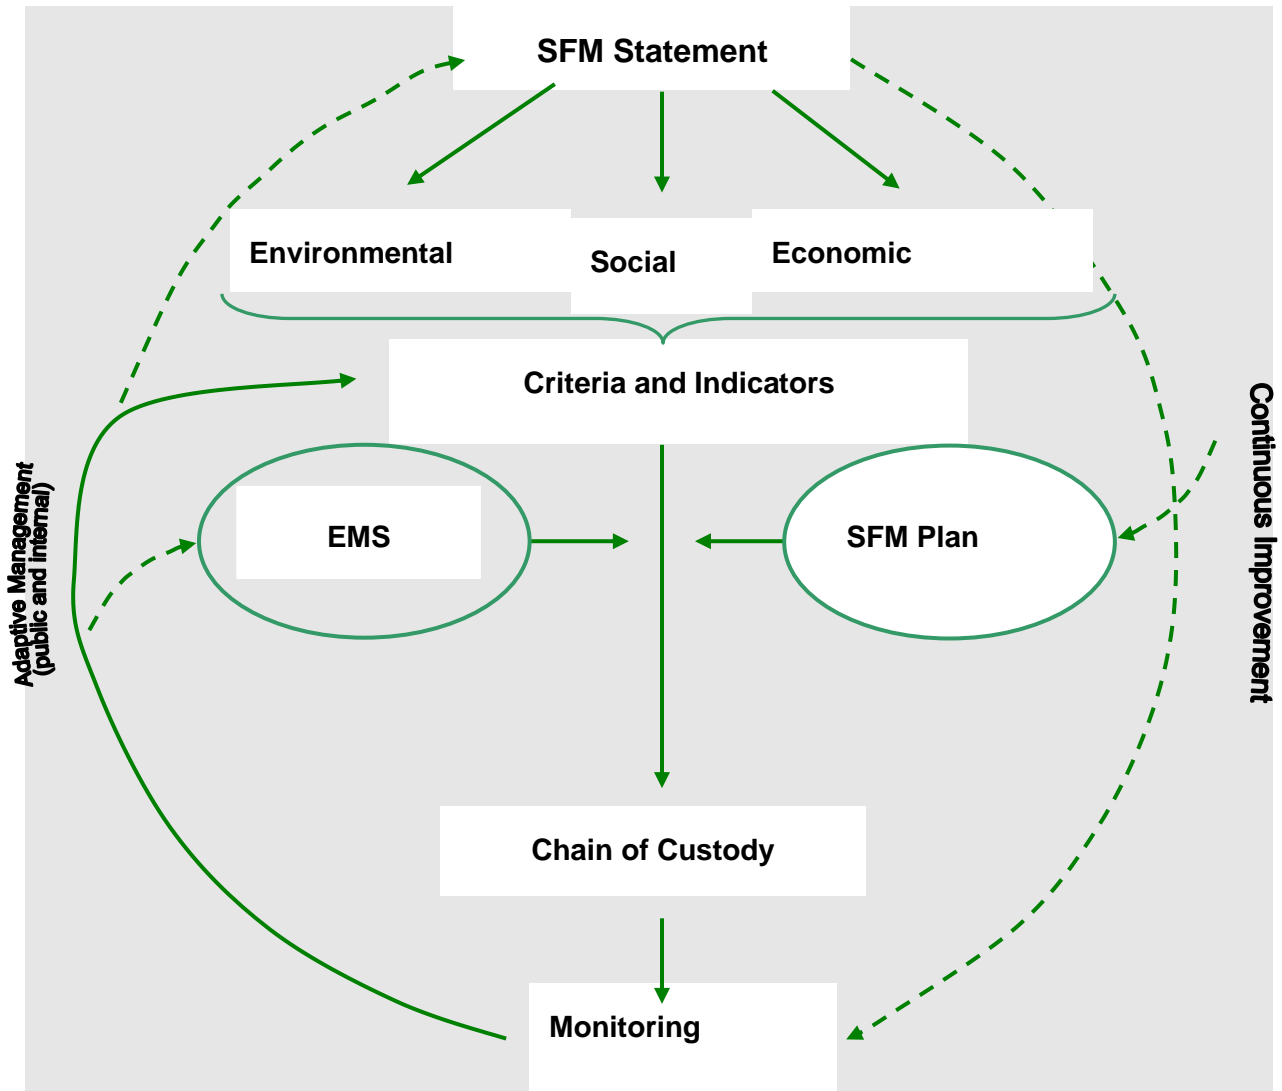 SFM Statement
Environmental
Social
Economic
Criteria and Indicators
EMS
SFM Plan
Adaptive Management
(public and internal)
Continuous Improvement
Chain of Custody
Monitoring